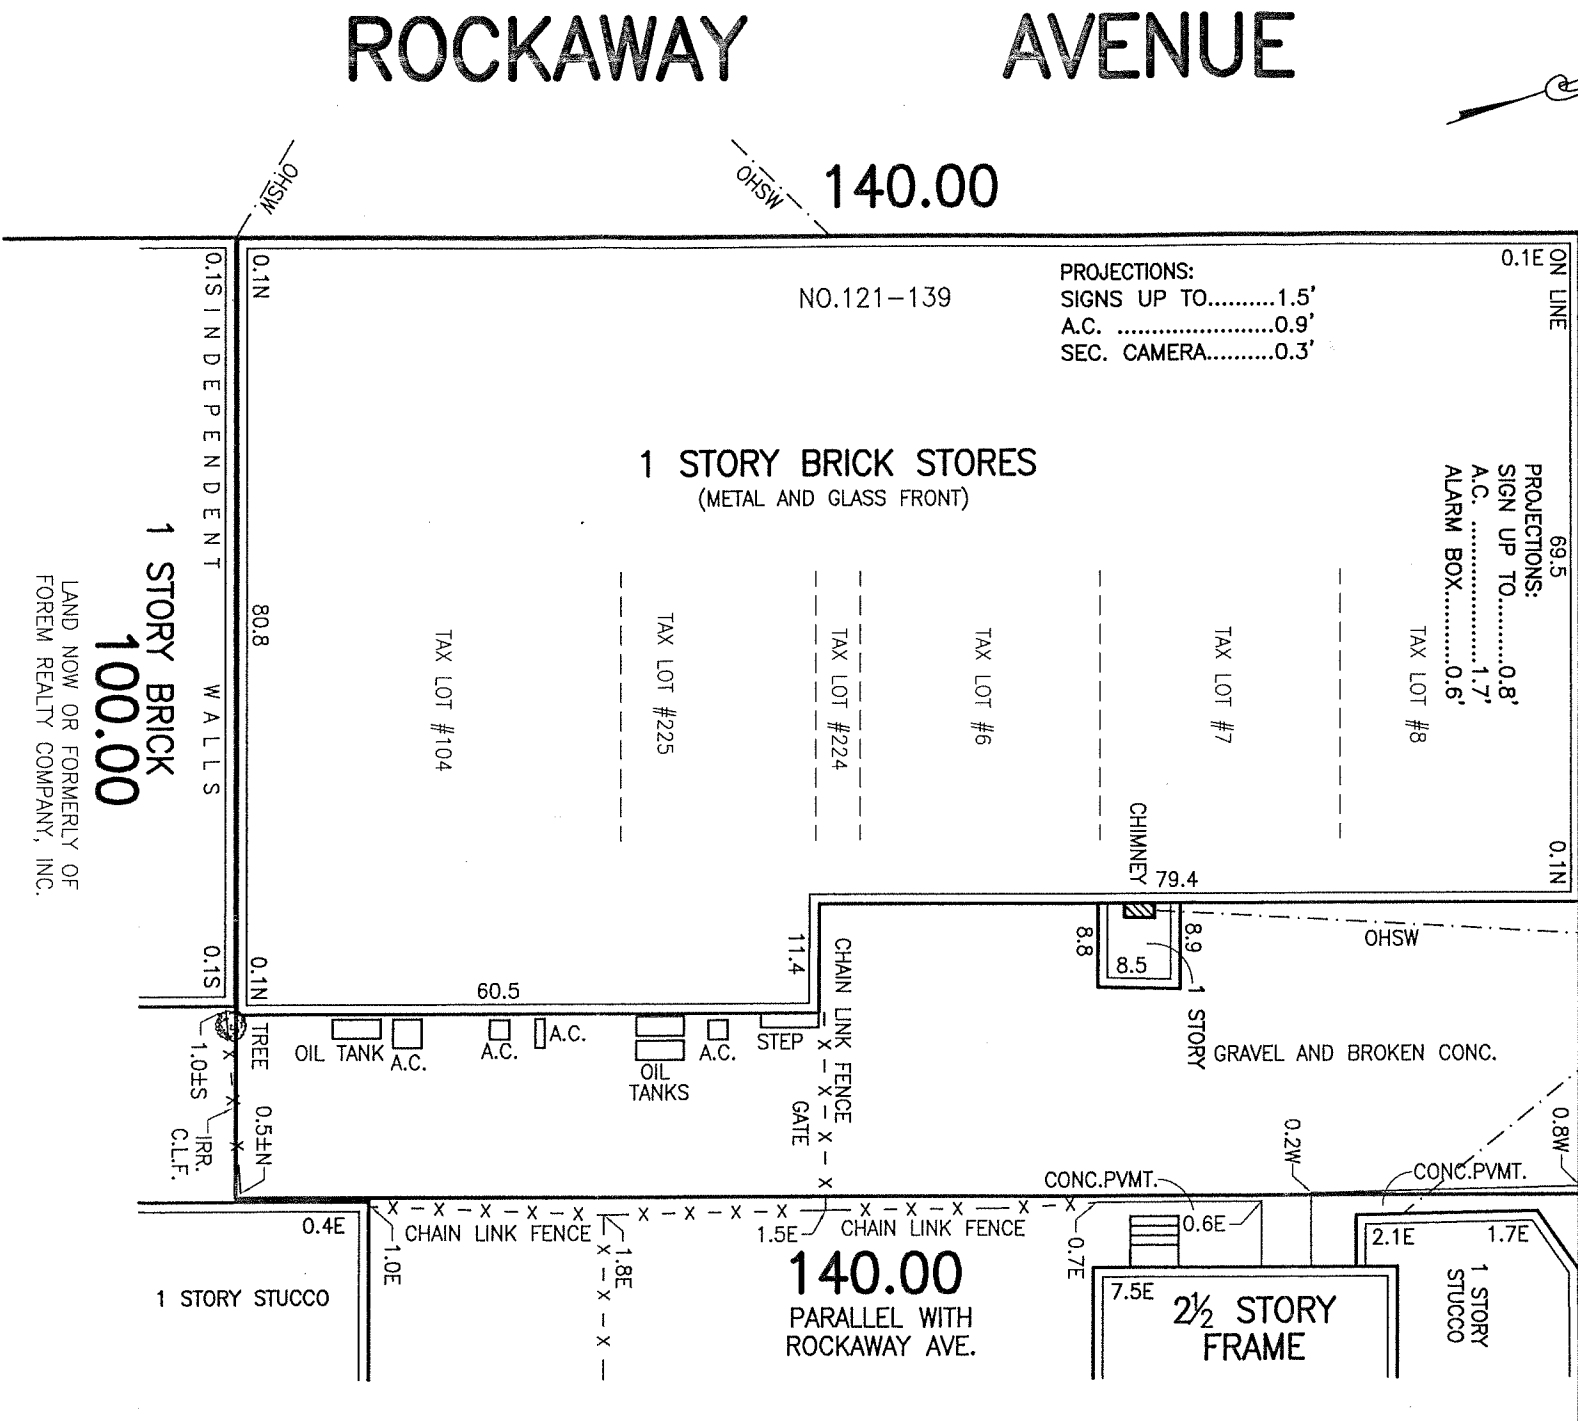 ROCKAWAY AVENUE
OHSW
OHSW
140.00
0.1S
0.1N
NO.121-139
PROJECTIONS:
SIGNS UP TO..........1.5'
A.C. .......................0.9'
SEC. CAMERA..........0.3'
0.1E
ON LINE
INDEPENDENT WALLS
1 STORY BRICK STORES
(METAL AND GLASS FRONT)
PROJECTIONS:
SIGN UP TO..........0.8'
A.C. .....................1.7'
ALARM BOX.........0.6'
69.5
1 STORY BRICK
100.00
LAND NOW OR FORMERLY OF
FOREM REALTY COMPANY, INC.
80.8
TAX LOT #104
TAX LOT #225
TAX LOT #224
TAX LOT #6
TAX LOT #7
TAX LOT #8
CHIMNEY
79.4
0.1N
0.1S
0.1N
60.5
11.4
CHAIN LINK FENCE
8.8
8.5
8.9
OHSW
1 STORY
GRAVEL AND BROKEN CONC.
TREE
1.0±S
OIL TANK
A.C.
A.C.
A.C.
OIL
TANKS
A.C.
STEP
GATE
0.5±N
IRR.
C.L.F.
0.2W
0.8W
CONC.PVMT.
CONC.PVMT.
0.4E
1.0E
CHAIN LINK FENCE
1.8E
1.5E
CHAIN LINK FENCE
0.7E
0.6E
2.1E
1.7E
140.00
PARALLEL WITH
ROCKAWAY AVE.
1 STORY STUCCO
7.5E
2½ STORY
FRAME
1 STORY
STUCCO